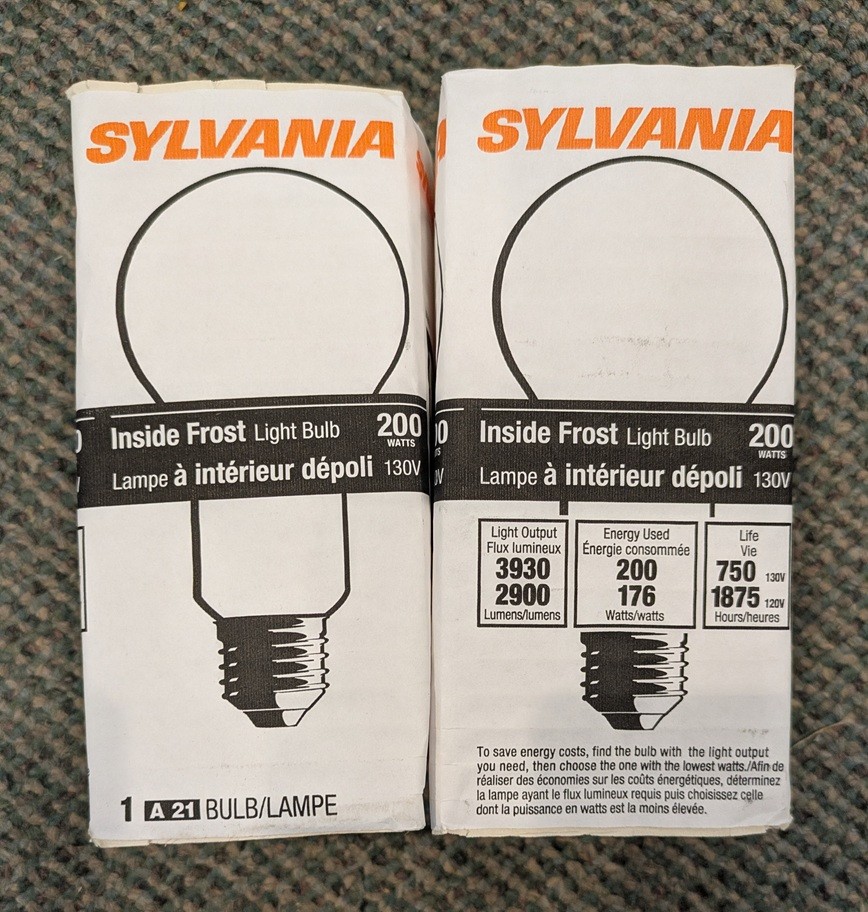 SYLVANIA
Inside Frost Light Bulb 200
WATTS
Lampe à intérieur dépoli 130V
1 A 21 BULB/LAMPE
SYLVANIA
Inside Frost Light Bulb 200
WATTS
Lampe à intérieur dépoli 130V
Light Output
Flux lumineux
3930
2900
Lumens/lumens
Energy Used
Énergie consommée
200
176
Watts/watts
Life
Vie
750 130V
1875 120V
Hours/heures
To save energy costs, find the bulb with the light output
you need, then choose the one with the lowest watts./Afin de
réaliser des économies sur les coûts énergétiques, déterminez
la lampe ayant le flux lumineux requis puis choisissez celle
dont la puissance en watts est la moins élevée.